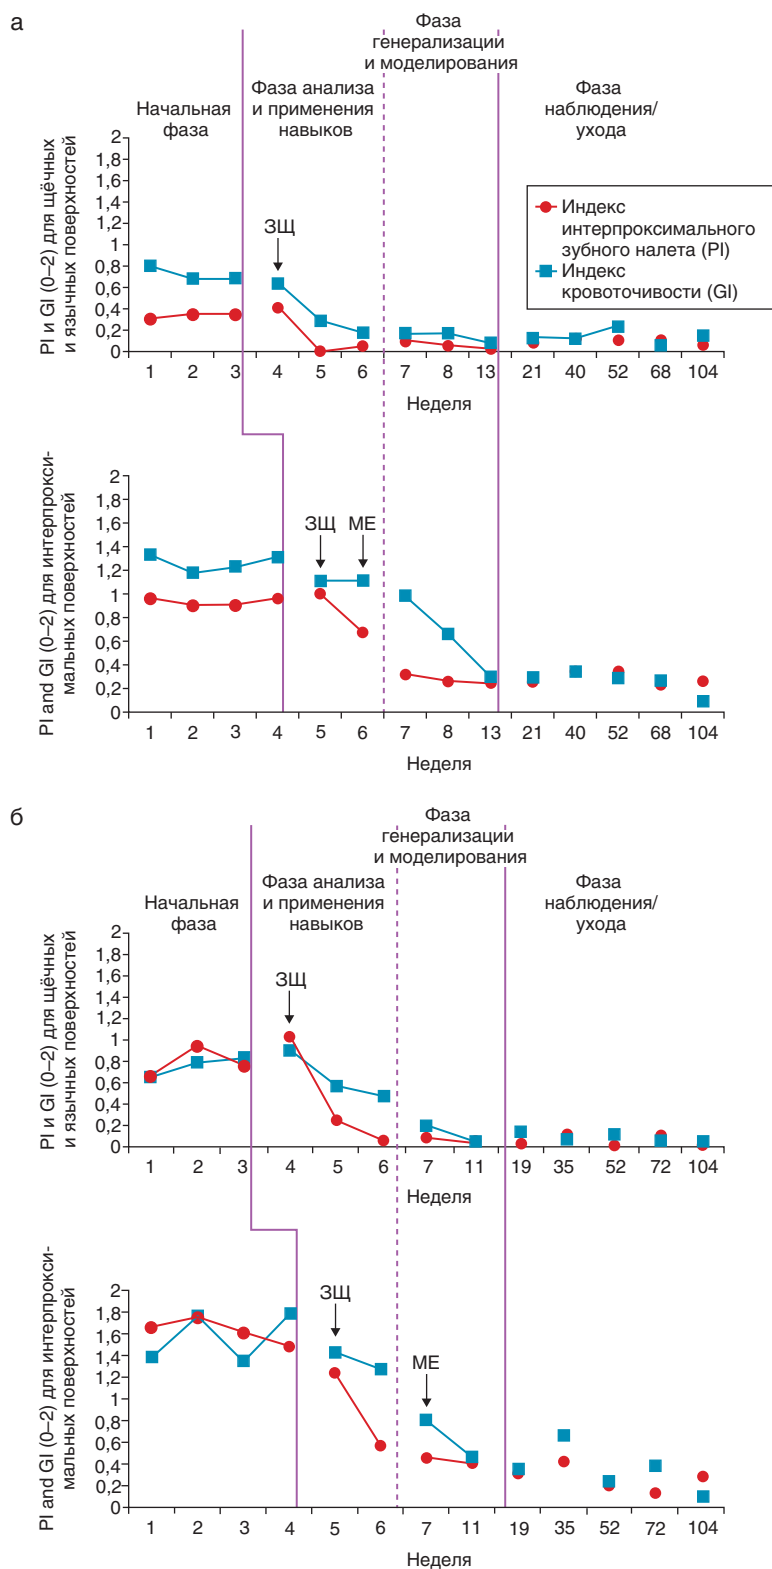 а
Фаза
генерализации
и моделирования
Начальная
фаза
Фаза анализа
и применения
навыков
Фаза
наблюдения/
ухода
PI и GI (0–2) для щёчных
и язычных поверхностей
2
1,8
1,6
1,4
1,2
1
0,8
0,6
0,4
0,2
0
ЗЩ
Индекс
интерпроксимального
зубного налета (PI)
Индекс
кровоточивости (GI)
1 2 3 4 5 6 7 8 13 21 40 52 68 104
Неделя
PI and GI (0–2) для интерпрокси-
мальных поверхностей
2
1,8
1,6
1,4
1,2
1
0,8
0,6
0,4
0,2
0
ЗЩ МЕ
1 2 3 4 5 6 7 8 13 21 40 52 68 104
Неделя
б
Фаза
генерализации
и моделирования
Начальная
фаза
Фаза анализа
и применения
навыков
Фаза
наблюдения/
ухода
PI и GI (0–2) для щёчных
и язычных поверхностей
2
1,8
1,6
1,4
1,2
1
0,8
0,6
0,4
0,2
0
ЗЩ
1 2 3 4 5 6 7 11 19 35 52 72 104
Неделя
PI and GI (0–2) для интерпрокси-
мальных поверхностей
2
1,8
1,6
1,4
1,2
1
0,8
0,6
0,4
0,2
0
ЗЩ
МЕ
1 2 3 4 5 6 7 11 19 35 52 72 104
Неделя